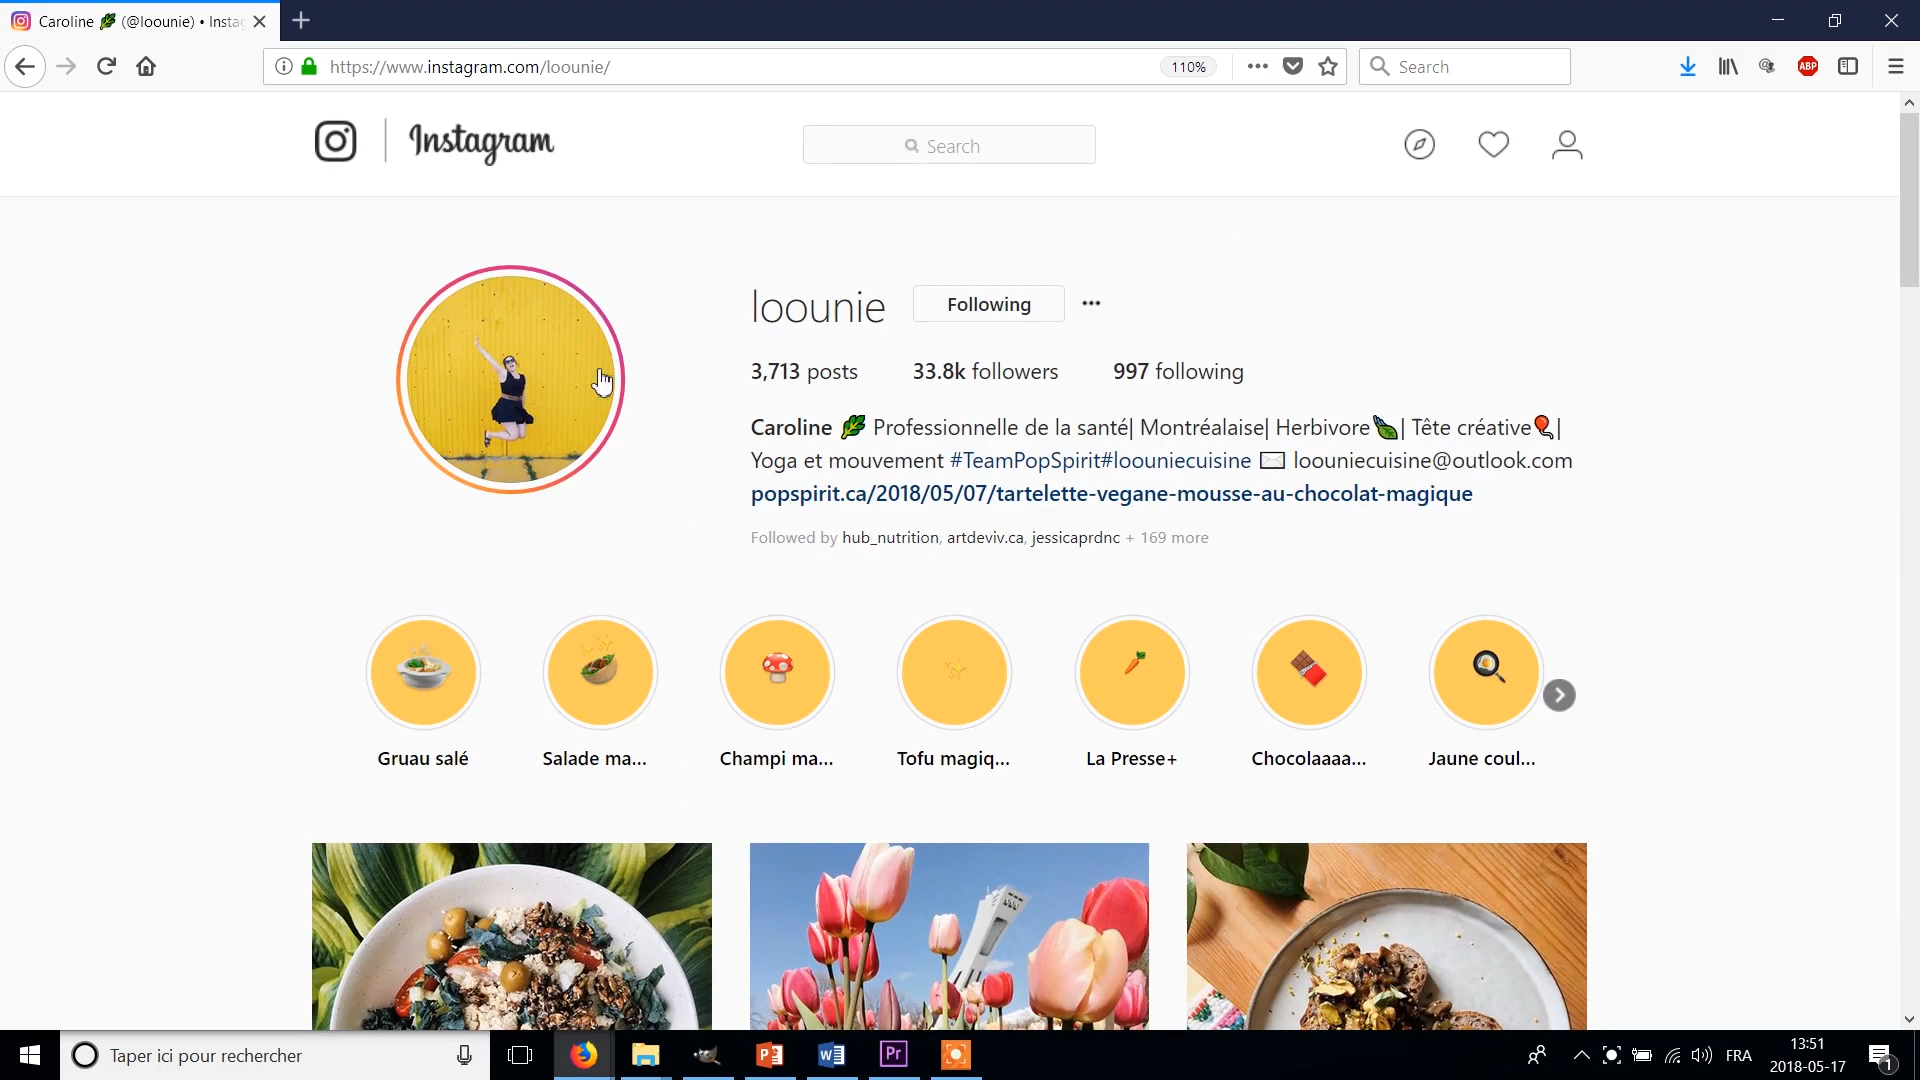 Caroline 🌿 (@loounie) • Insta
https://www.instagram.com/loounie/
110%
Search
ABP
Instagram
Search
loounie
Following
3,713 posts
33.8k followers
997 following
Caroline 🌿 Professionnelle de la santé| Montréalaise| Herbivore🍃| Tête créative🎈|
Yoga et mouvement #TeamPopSpirit#loouniecuisine ✉️ loouniecuisine@outlook.com
popspirit.ca/2018/05/07/tartelette-vegane-mousse-au-chocolat-magique
Followed by hub_nutrition, artdeviv.ca, jessicaprdnc + 169 more
Gruau salé
Salade ma...
Champi ma...
Tofu magiq...
La Presse+
Chocolaaaa...
Jaune coul...
Taper ici pour rechercher
Pr
FRA
13:51
2018-05-17
1